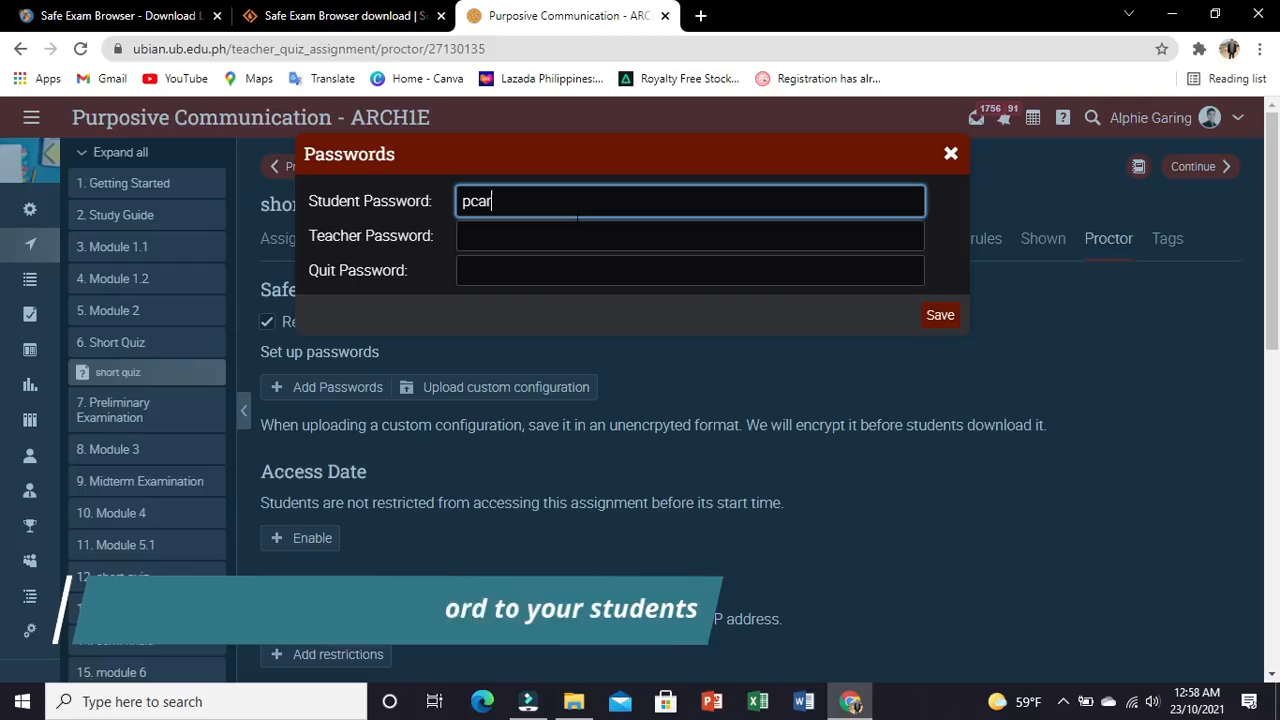 Safe Exam Browser - Download L
Safe Exam Browser download | So
Purposive Communication - ARC
ubian.ub.edu.ph/teacher_quiz_assignment/proctor/27130135
Apps
Gmail
YouTube
Maps
Translate
Home - Canva
Lazada Philippines:...
Royalty Free Stock...
Registration has alr...
Reading list
Purposive Communication - ARCH1E
1756
91
Alphie Garing
Expand all
1. Getting Started
2. Study Guide
3. Module 1.1
4. Module 1.2
5. Module 2
6. Short Quiz
short quiz
7. Preliminary
Examination
8. Module 3
9. Midterm Examination
10. Module 4
11. Module 5.1
15. module 6
Continue
Passwords
Student Password:
pcar
Teacher Password:
Quit Password:
Save
Shown
Proctor
Tags
Set up passwords
Add Passwords
Upload custom configuration
When uploading a custom configuration, save it in an unencrpyted format. We will encrypt it before students download it.
Access Date
Students are not restricted from accessing this assignment before its start time.
Enable
ord to your students
P address.
Add restrictions
Type here to search
59°F
12:58 AM
23/10/2021